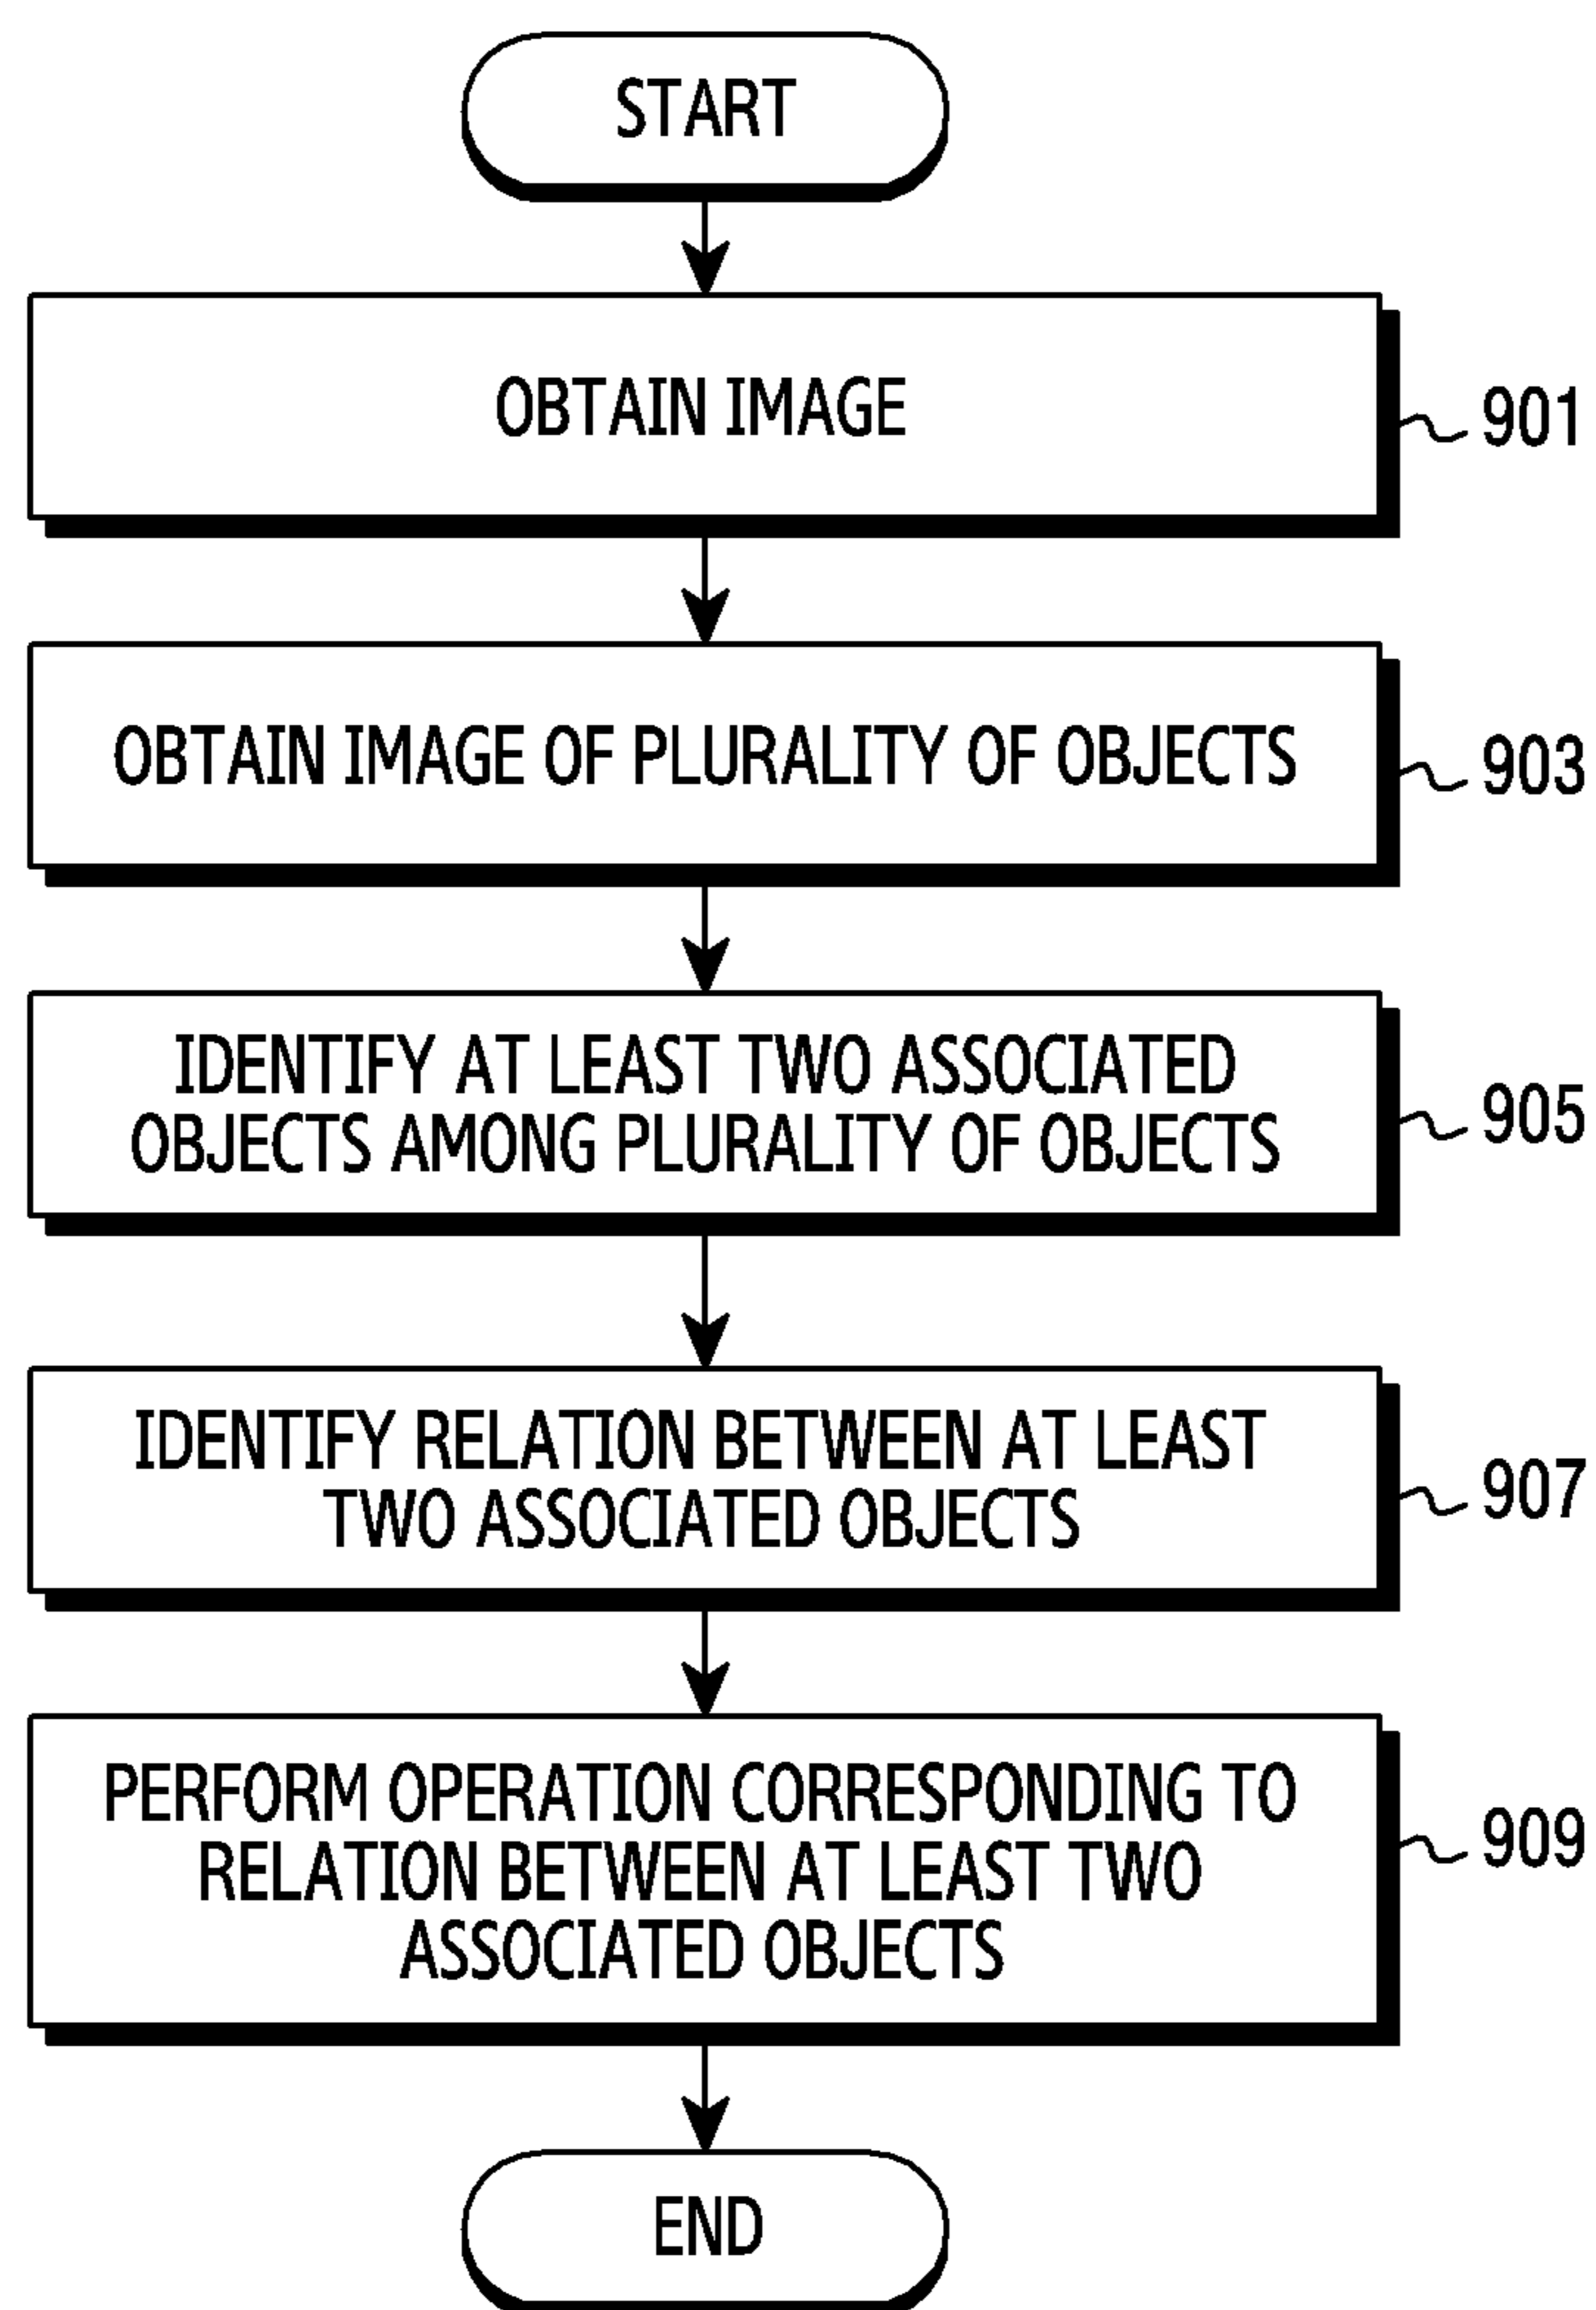 START
OBTAIN IMAGE
901
OBTAIN IMAGE OF PLURALITY OF OBJECTS
903
IDENTIFY AT LEAST TWO ASSOCIATED
OBJECTS AMONG PLURALITY OF OBJECTS
905
IDENTIFY RELATION BETWEEN AT LEAST
TWO ASSOCIATED OBJECTS
907
PERFORM OPERATION CORRESPONDING TO
RELATION BETWEEN AT LEAST TWO
ASSOCIATED OBJECTS
909
END